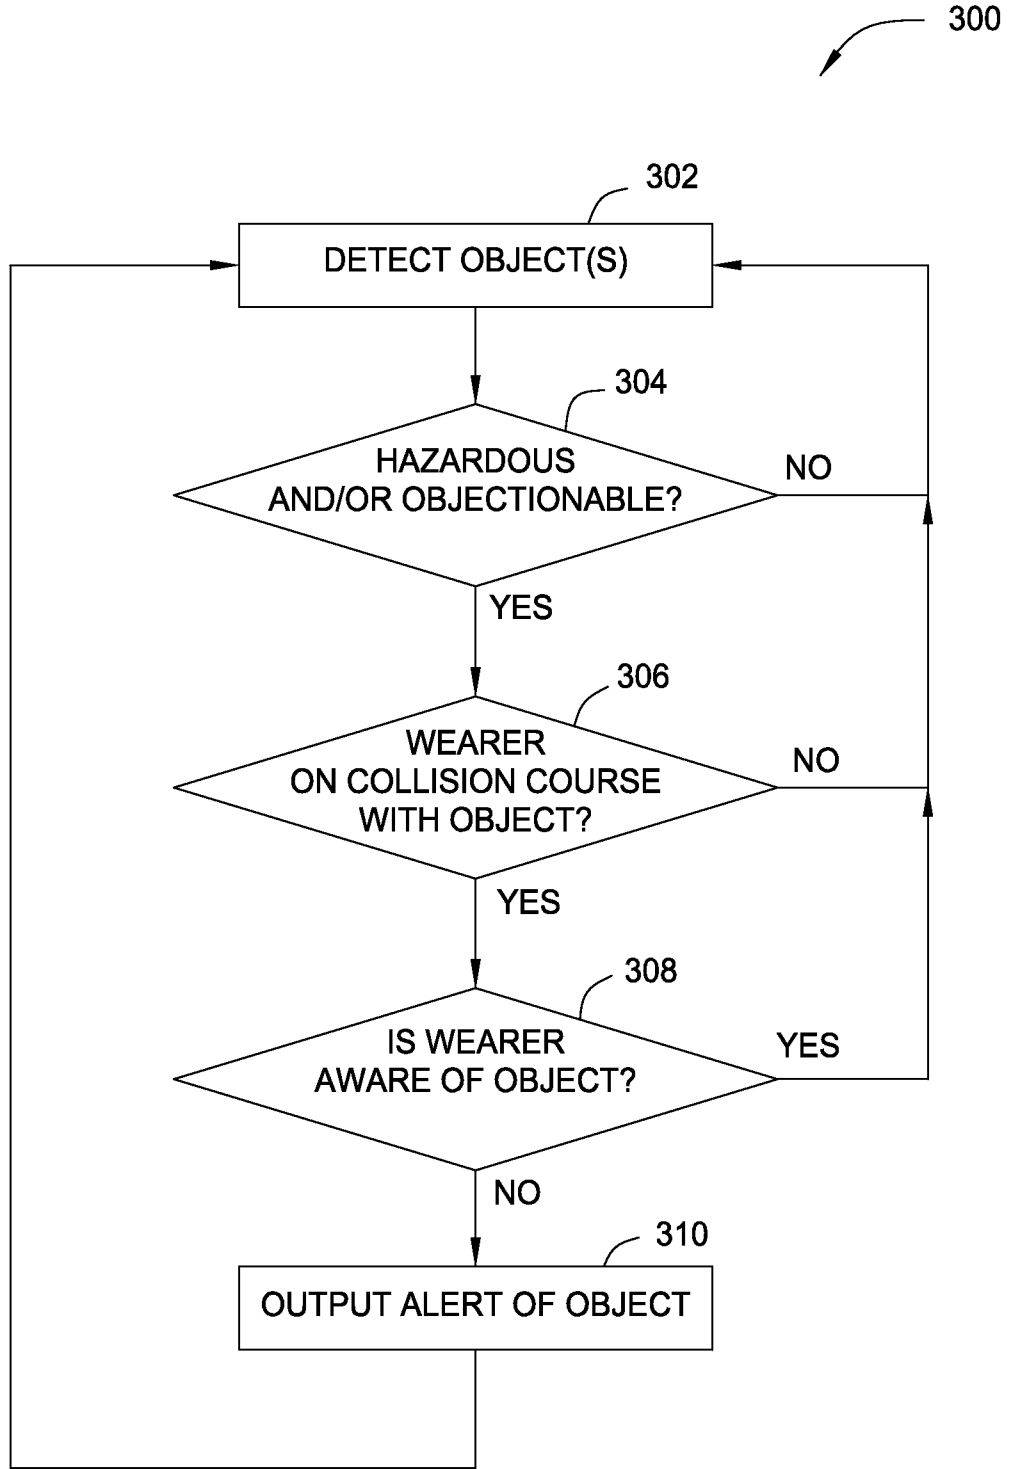 300
302
DETECT OBJECT(S)
304
HAZARDOUS
AND/OR OBJECTIONABLE?
NO
YES
306
WEARER
ON COLLISION COURSE
WITH OBJECT?
NO
YES
308
IS WEARER
AWARE OF OBJECT?
YES
NO
310
OUTPUT ALERT OF OBJECT